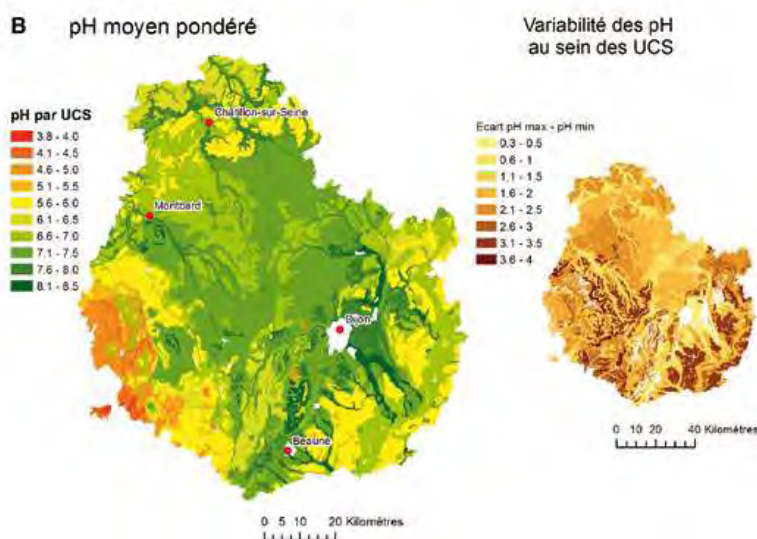 B pH moyen pondéré
Variabilité des pH
au sein des UCS
pH par UCS
3.8 - 4.0
4.1 - 4.5
4.6 - 5.0
5.1 - 5.5
5.6 - 6.0
6.1 - 6.5
6.6 - 7.0
7.1 - 7.5
7.6 - 8.0
8.1 - 8.5
Châtillon-sur-Seine
Montbard
Dijon
Beaune
0 5 10 20 Kilomètres
Ecart pH max - pH min
0.3 - 0.5
0.6 - 1
1.1 - 1.5
1.6 - 2
2.1 - 2.5
2.6 - 3
3.1 - 3.5
3.6 - 4
0 10 20 40 Kilomètres